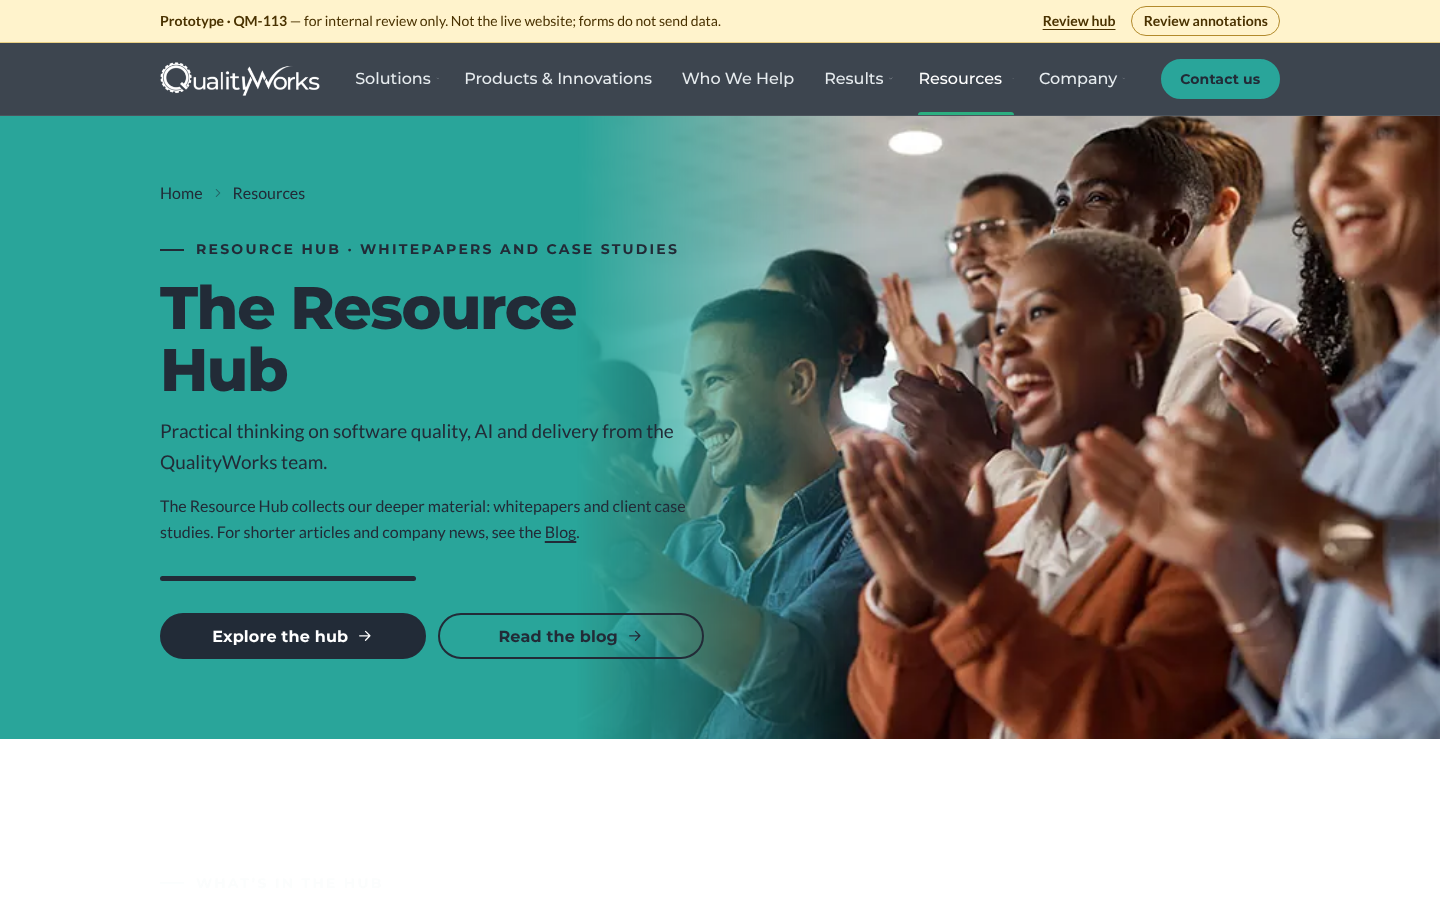 Prototype · QM-113 — for internal review only. Not the live website; forms do not send data.
Review hub
Review annotations
QualityWorks
Solutions
Products & Innovations
Who We Help
Results
Resources
Company
Contact us
Home
Resources
RESOURCE HUB · WHITEPAPERS AND CASE STUDIES
The Resource
Hub
Practical thinking on software quality, AI and delivery from the
QualityWorks team.
The Resource Hub collects our deeper material: whitepapers and client case
studies. For shorter articles and company news, see the Blog.
Explore the hub →
Read the blog →